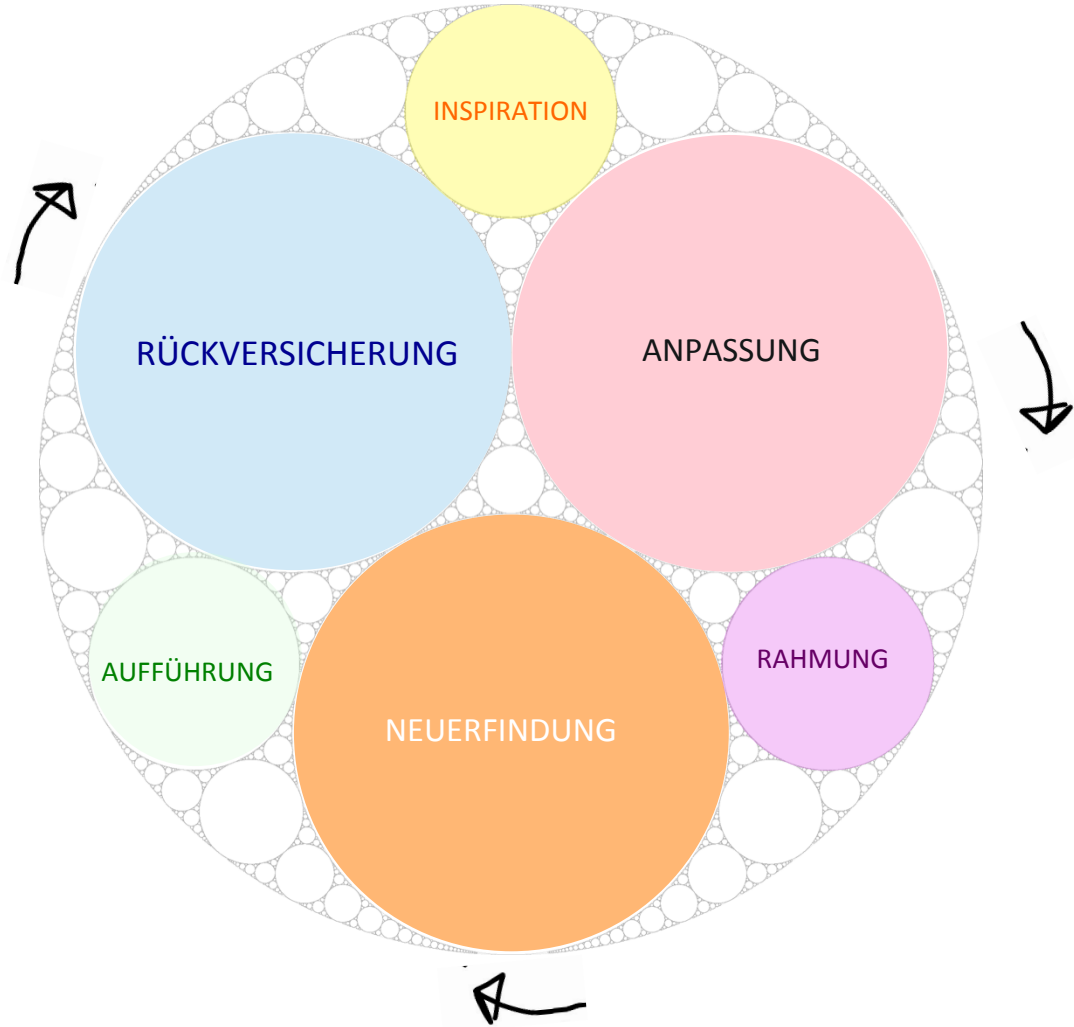 INSPIRATION
RÜCKVERSICHERUNG
ANPASSUNG
AUFFÜHRUNG
RAHMUNG
NEUERFINDUNG